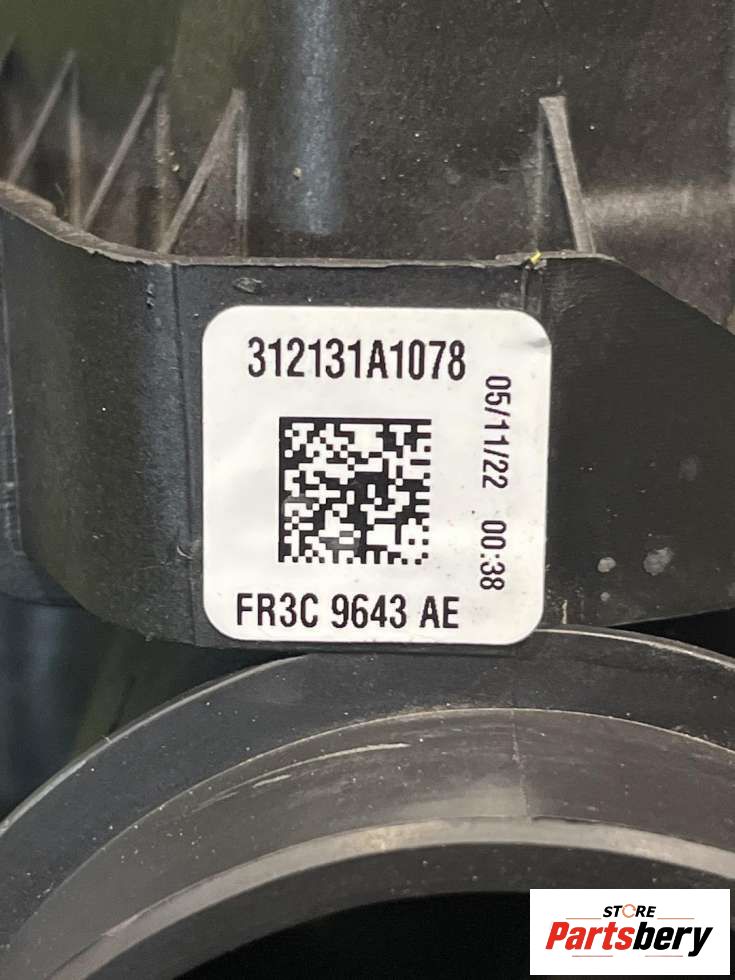 312131A1078
05/11/22 00:38
FR3C 9643 AE
STORE
Partsbery